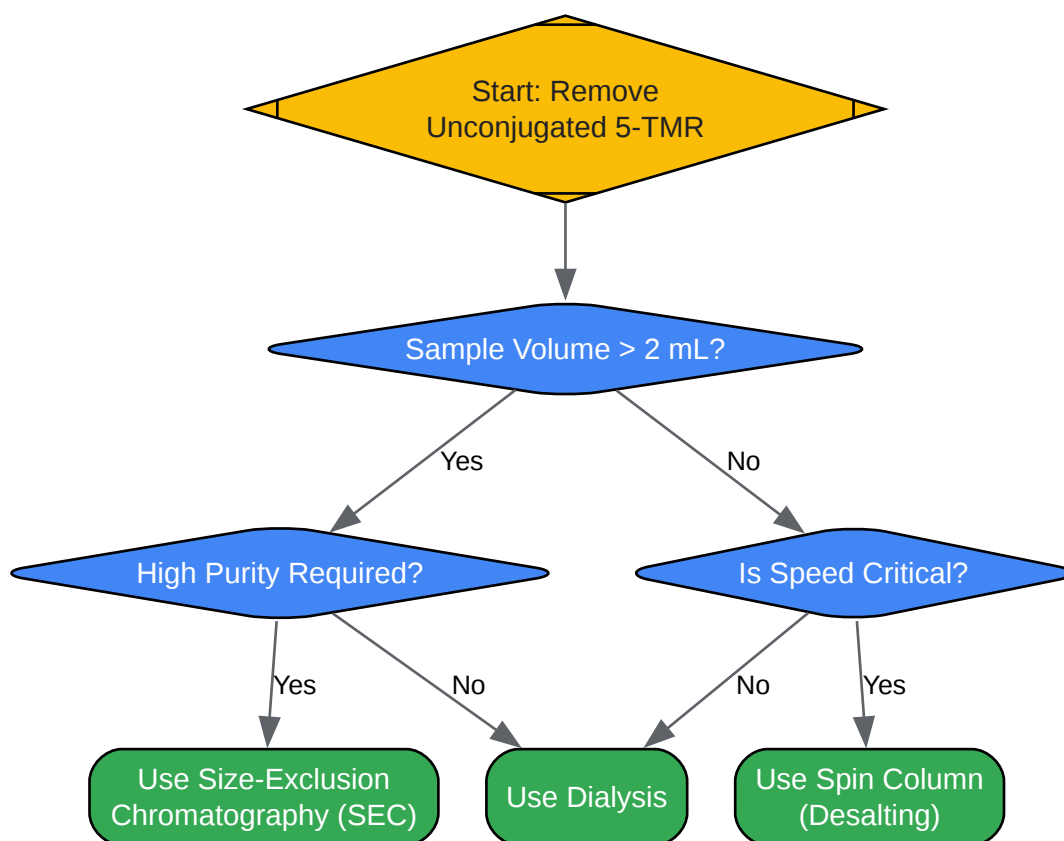 Start: Remove
Unconjugated 5-TMR
Sample Volume > 2 mL?
Yes
No
High Purity Required?
Is Speed Critical?
Yes
No
No
Yes
Use Size-Exclusion
Chromatography (SEC)
Use Dialysis
Use Spin Column
(Desalting)